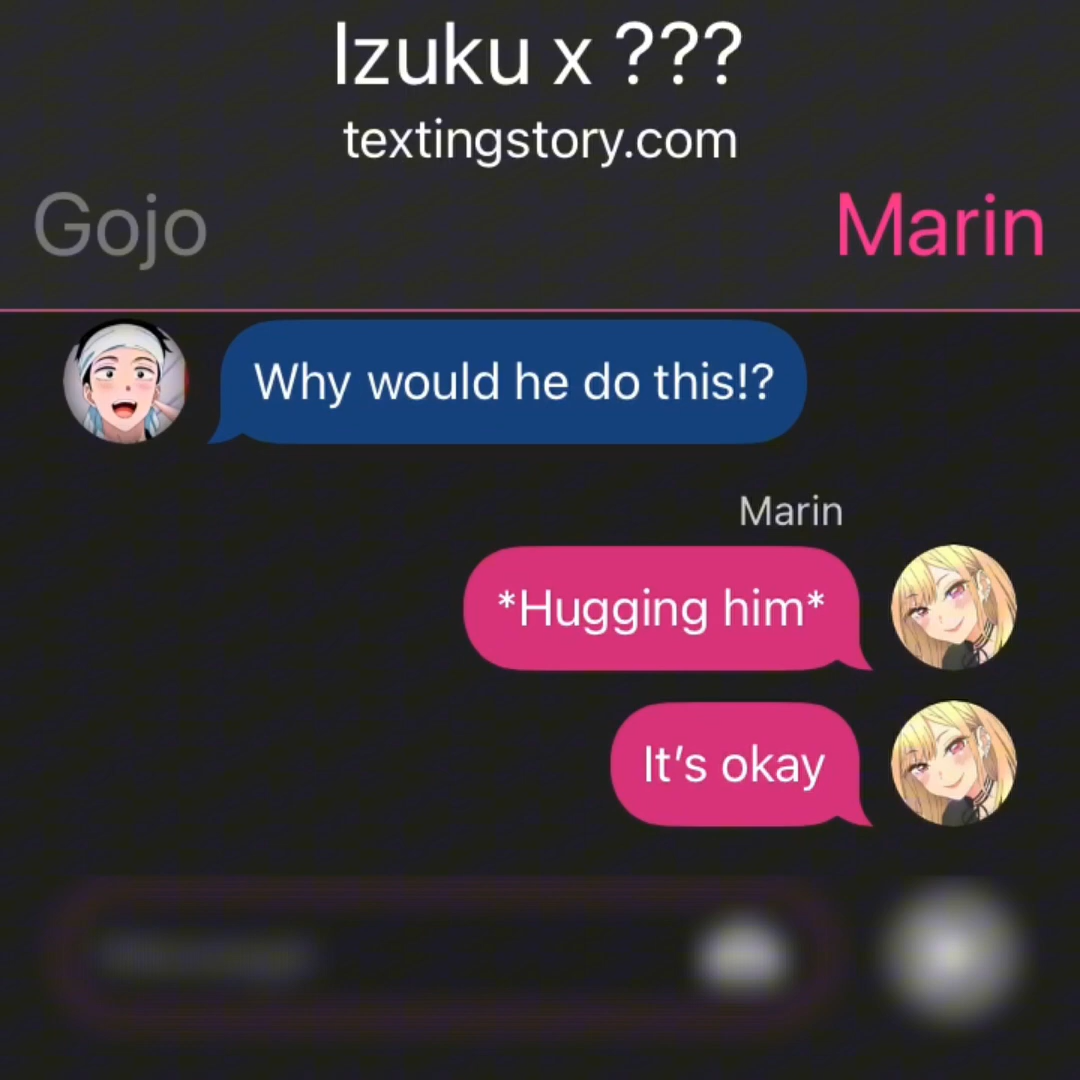 Izuku x ???
textingstory.com
Gojo
Marin
Why would he do this!?
Marin
*Hugging him*
It's okay